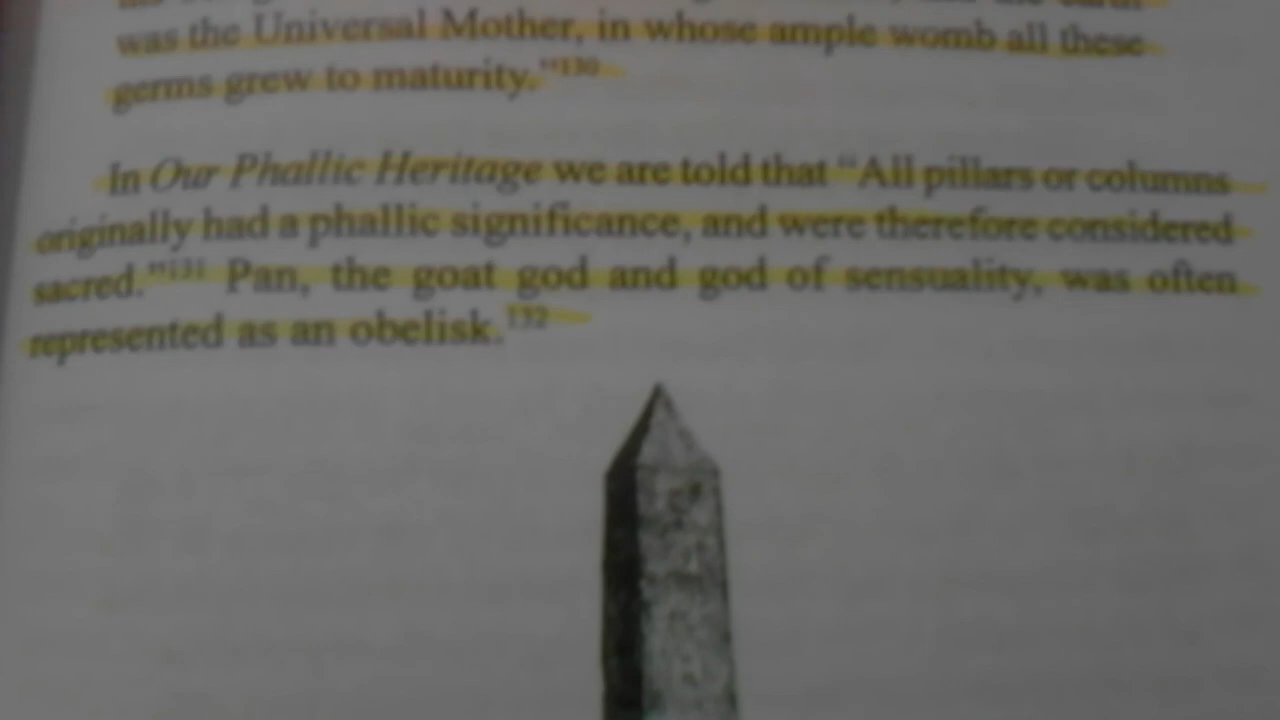 was the Universal Mother, in whose ample womb all these
germs grew to maturity."130
In Our Phallic Heritage we are told that "All pillars or columns
originally had a phallic significance, and were therefore considered
sacred."131 Pan, the goat god and god of sensuality, was often
represented as an obelisk.132